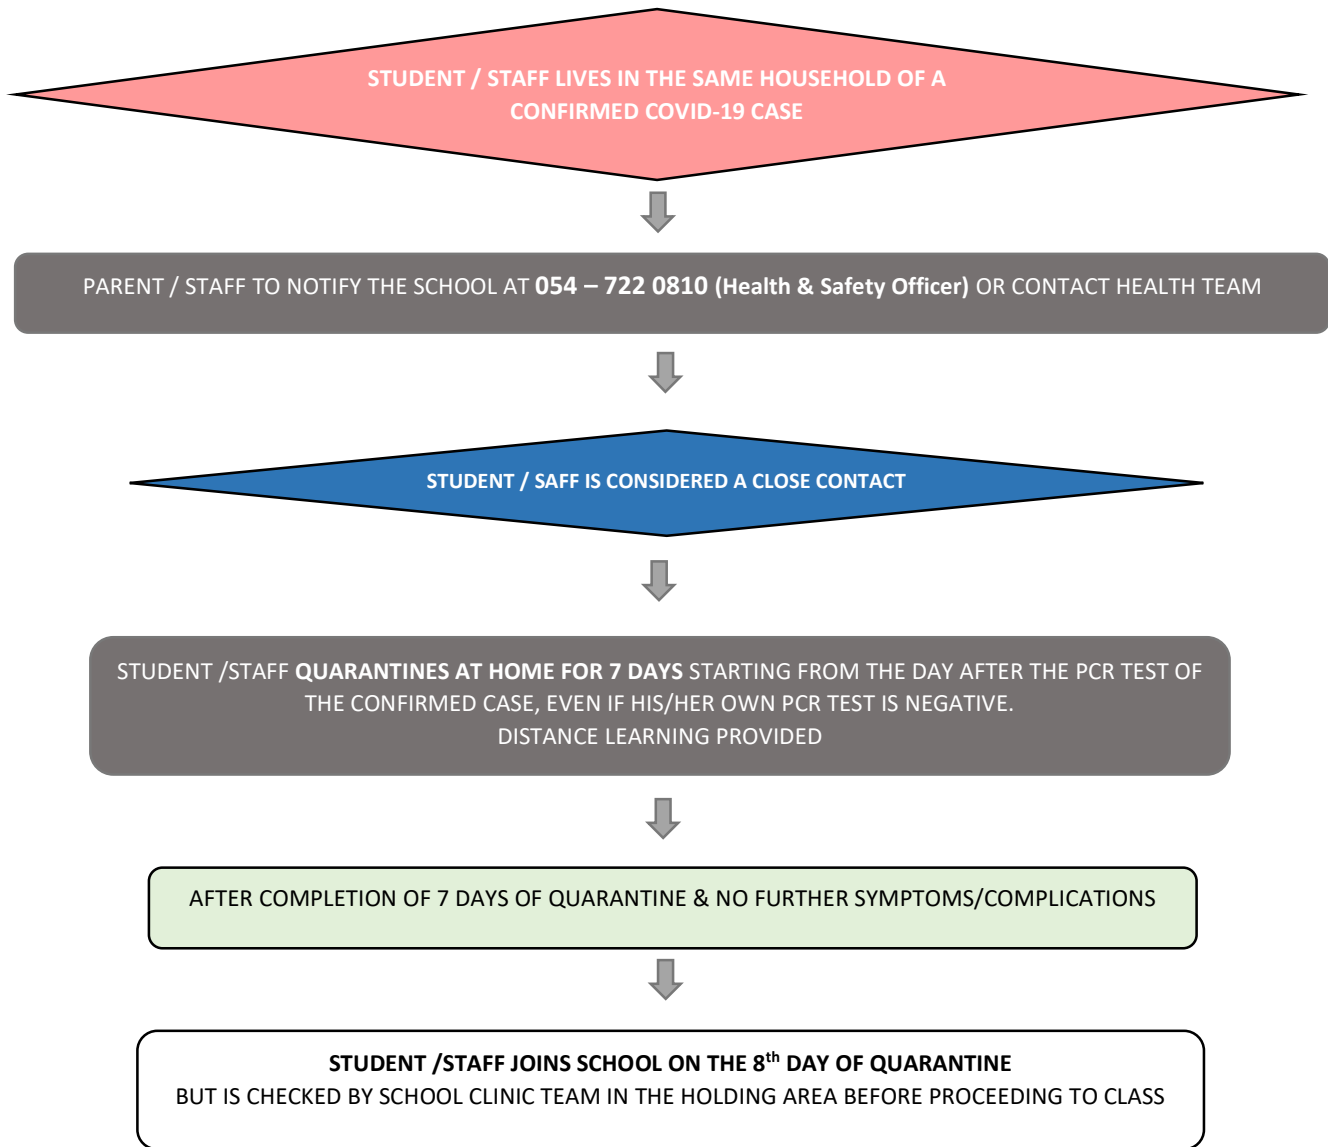 STUDENT / STAFF LIVES IN THE SAME HOUSEHOLD OF A
CONFIRMED COVID-19 CASE
PARENT / STAFF TO NOTIFY THE SCHOOL AT 054 – 722 0810 (Health & Safety Officer) OR CONTACT HEALTH TEAM
STUDENT / SAFF IS CONSIDERED A CLOSE CONTACT
STUDENT /STAFF QUARANTINES AT HOME FOR 7 DAYS STARTING FROM THE DAY AFTER THE PCR TEST OF
THE CONFIRMED CASE, EVEN IF HIS/HER OWN PCR TEST IS NEGATIVE.
DISTANCE LEARNING PROVIDED
AFTER COMPLETION OF 7 DAYS OF QUARANTINE & NO FURTHER SYMPTOMS/COMPLICATIONS
STUDENT /STAFF JOINS SCHOOL ON THE 8th DAY OF QUARANTINE
BUT IS CHECKED BY SCHOOL CLINIC TEAM IN THE HOLDING AREA BEFORE PROCEEDING TO CLASS